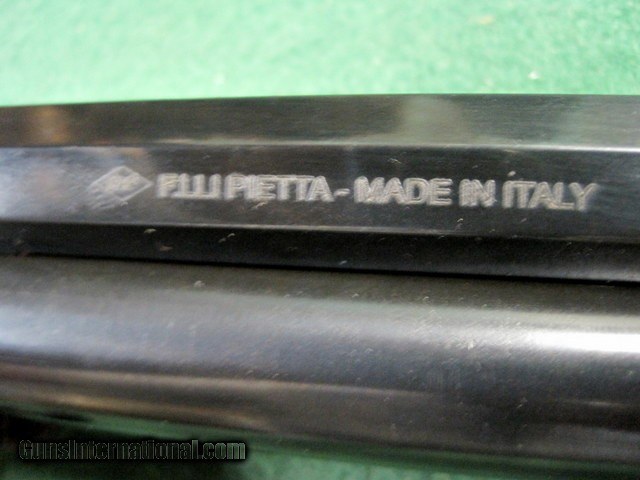 F.LLI PIETTA - MADE IN ITALY
GunsInternational.com